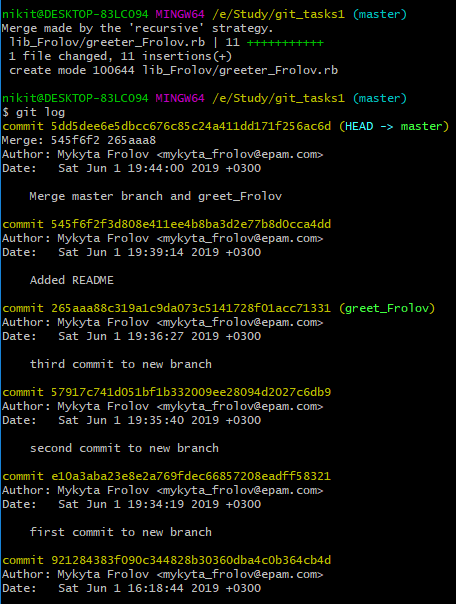 nikit@DESKTOP-83LCO94 MINGW64 /e/Study/git_tasks1 (master)
Merge made by the 'recursive' strategy.
lib_Frolov/greeter_Frolov.rb | 11 +++++++++++
1 file changed, 11 insertions(+)
create mode 100644 lib_Frolov/greeter_Frolov.rb
nikit@DESKTOP-83LCO94 MINGW64 /e/Study/git_tasks1 (master)
$ git log
commit 5dd5dee6e5dbcc676c85c24a411dd171f256ac6d (HEAD -> master)
Merge: 545f6f2 265aaa8
Author: Mykyta Frolov <mykyta_frolov@epam.com>
Date:   Sat Jun 1 19:44:00 2019 +0300
Merge master branch and greet_Frolov
commit 545f6f2f3d808e411ee4b8ba3d2e77b8d0cca4dd
Author: Mykyta Frolov <mykyta_frolov@epam.com>
Date:   Sat Jun 1 19:39:14 2019 +0300
Added README
commit 265aaa88c319a1c9da073c5141728f01acc71331 (greet_Frolov)
Author: Mykyta Frolov <mykyta_frolov@epam.com>
Date:   Sat Jun 1 19:36:27 2019 +0300
third commit to new branch
commit 57917c741d051bf1b332009ee28094d2027c6db9
Author: Mykyta Frolov <mykyta_frolov@epam.com>
Date:   Sat Jun 1 19:35:40 2019 +0300
second commit to new branch
commit e10a3aba23e8e2a769fdec66857208eadff58321
Author: Mykyta Frolov <mykyta_frolov@epam.com>
Date:   Sat Jun 1 19:34:19 2019 +0300
first commit to new branch
commit 921284383f090c344828b30360dba4c0b364cb4d
Author: Mykyta Frolov <mykyta_frolov@epam.com>
Date:   Sat Jun 1 16:18:44 2019 +0300